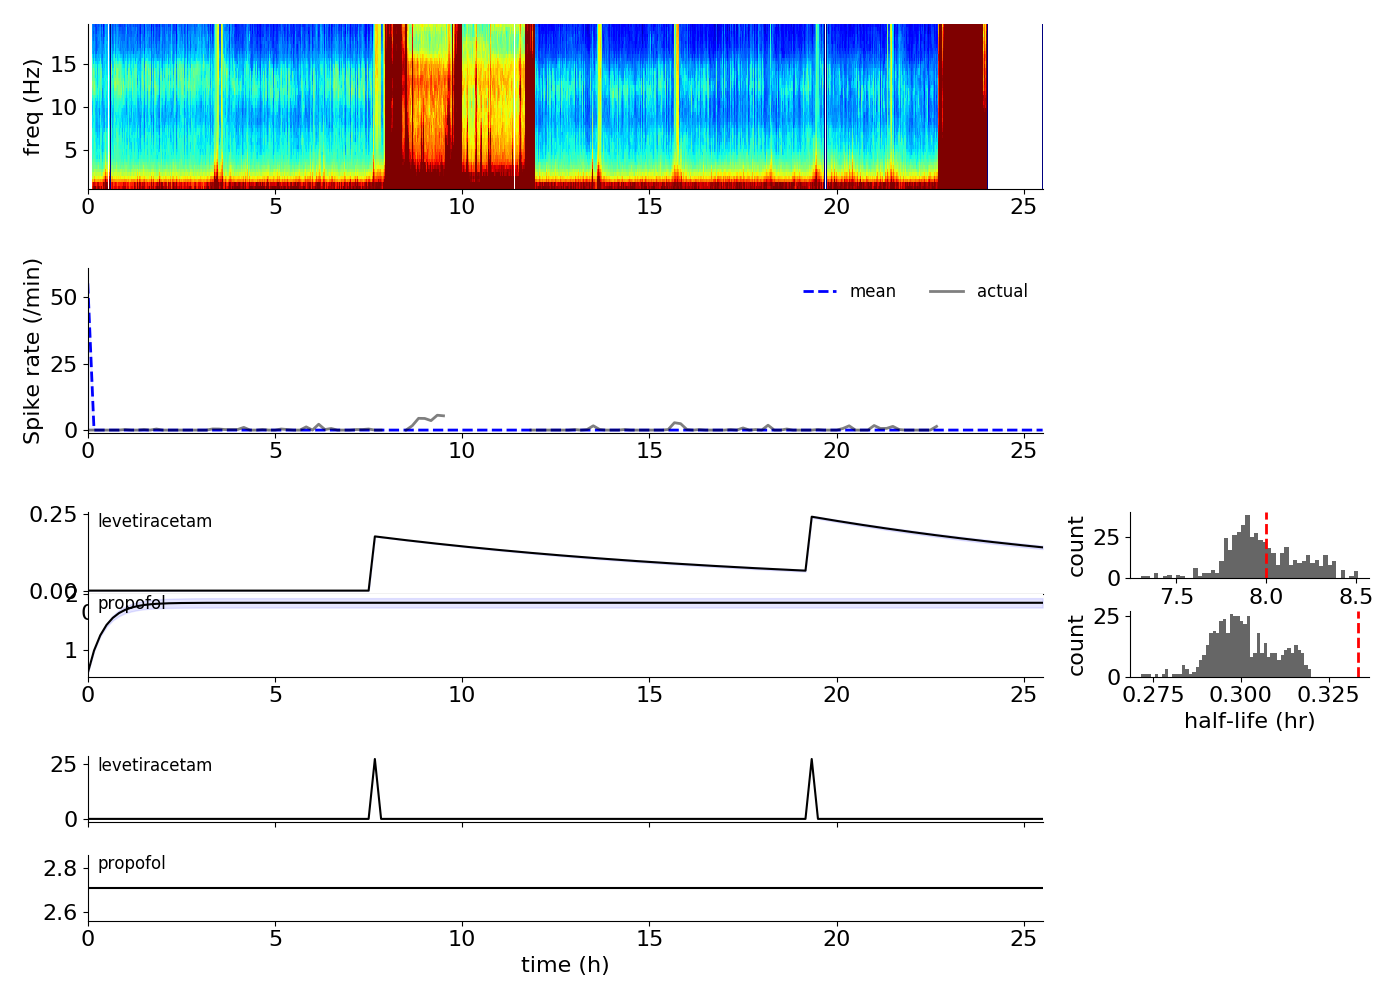 freq (Hz)
15
10
5
0 5 10 15 20 25
Spike rate (/min)
50
25
0
mean actual
0 5 10 15 20 25
0.25
0.00
levetiracetam
0
count
25
0
7.5 8.0 8.5
2
1
propofol
0 5 10 15 20 25
count
25
0
0.275 0.300 0.325
half-life (hr)
25
0
levetiracetam
2.8
2.6
propofol
0 5 10 15 20 25
time (h)